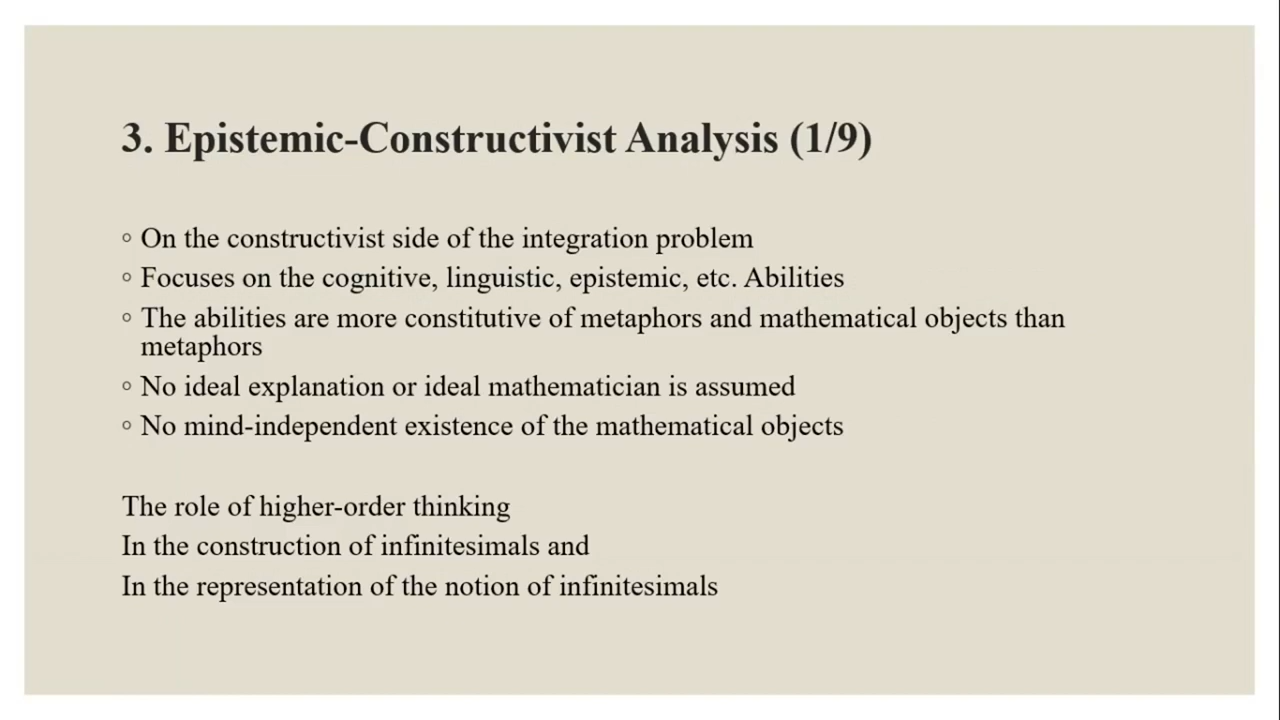 3. Epistemic-Constructivist Analysis (1/9)
◦ On the constructivist side of the integration problem
◦ Focuses on the cognitive, linguistic, epistemic, etc. Abilities
◦ The abilities are more constitutive of metaphors and mathematical objects than
metaphors
◦ No ideal explanation or ideal mathematician is assumed
◦ No mind-independent existence of the mathematical objects
The role of higher-order thinking
In the construction of infinitesimals and
In the representation of the notion of infinitesimals